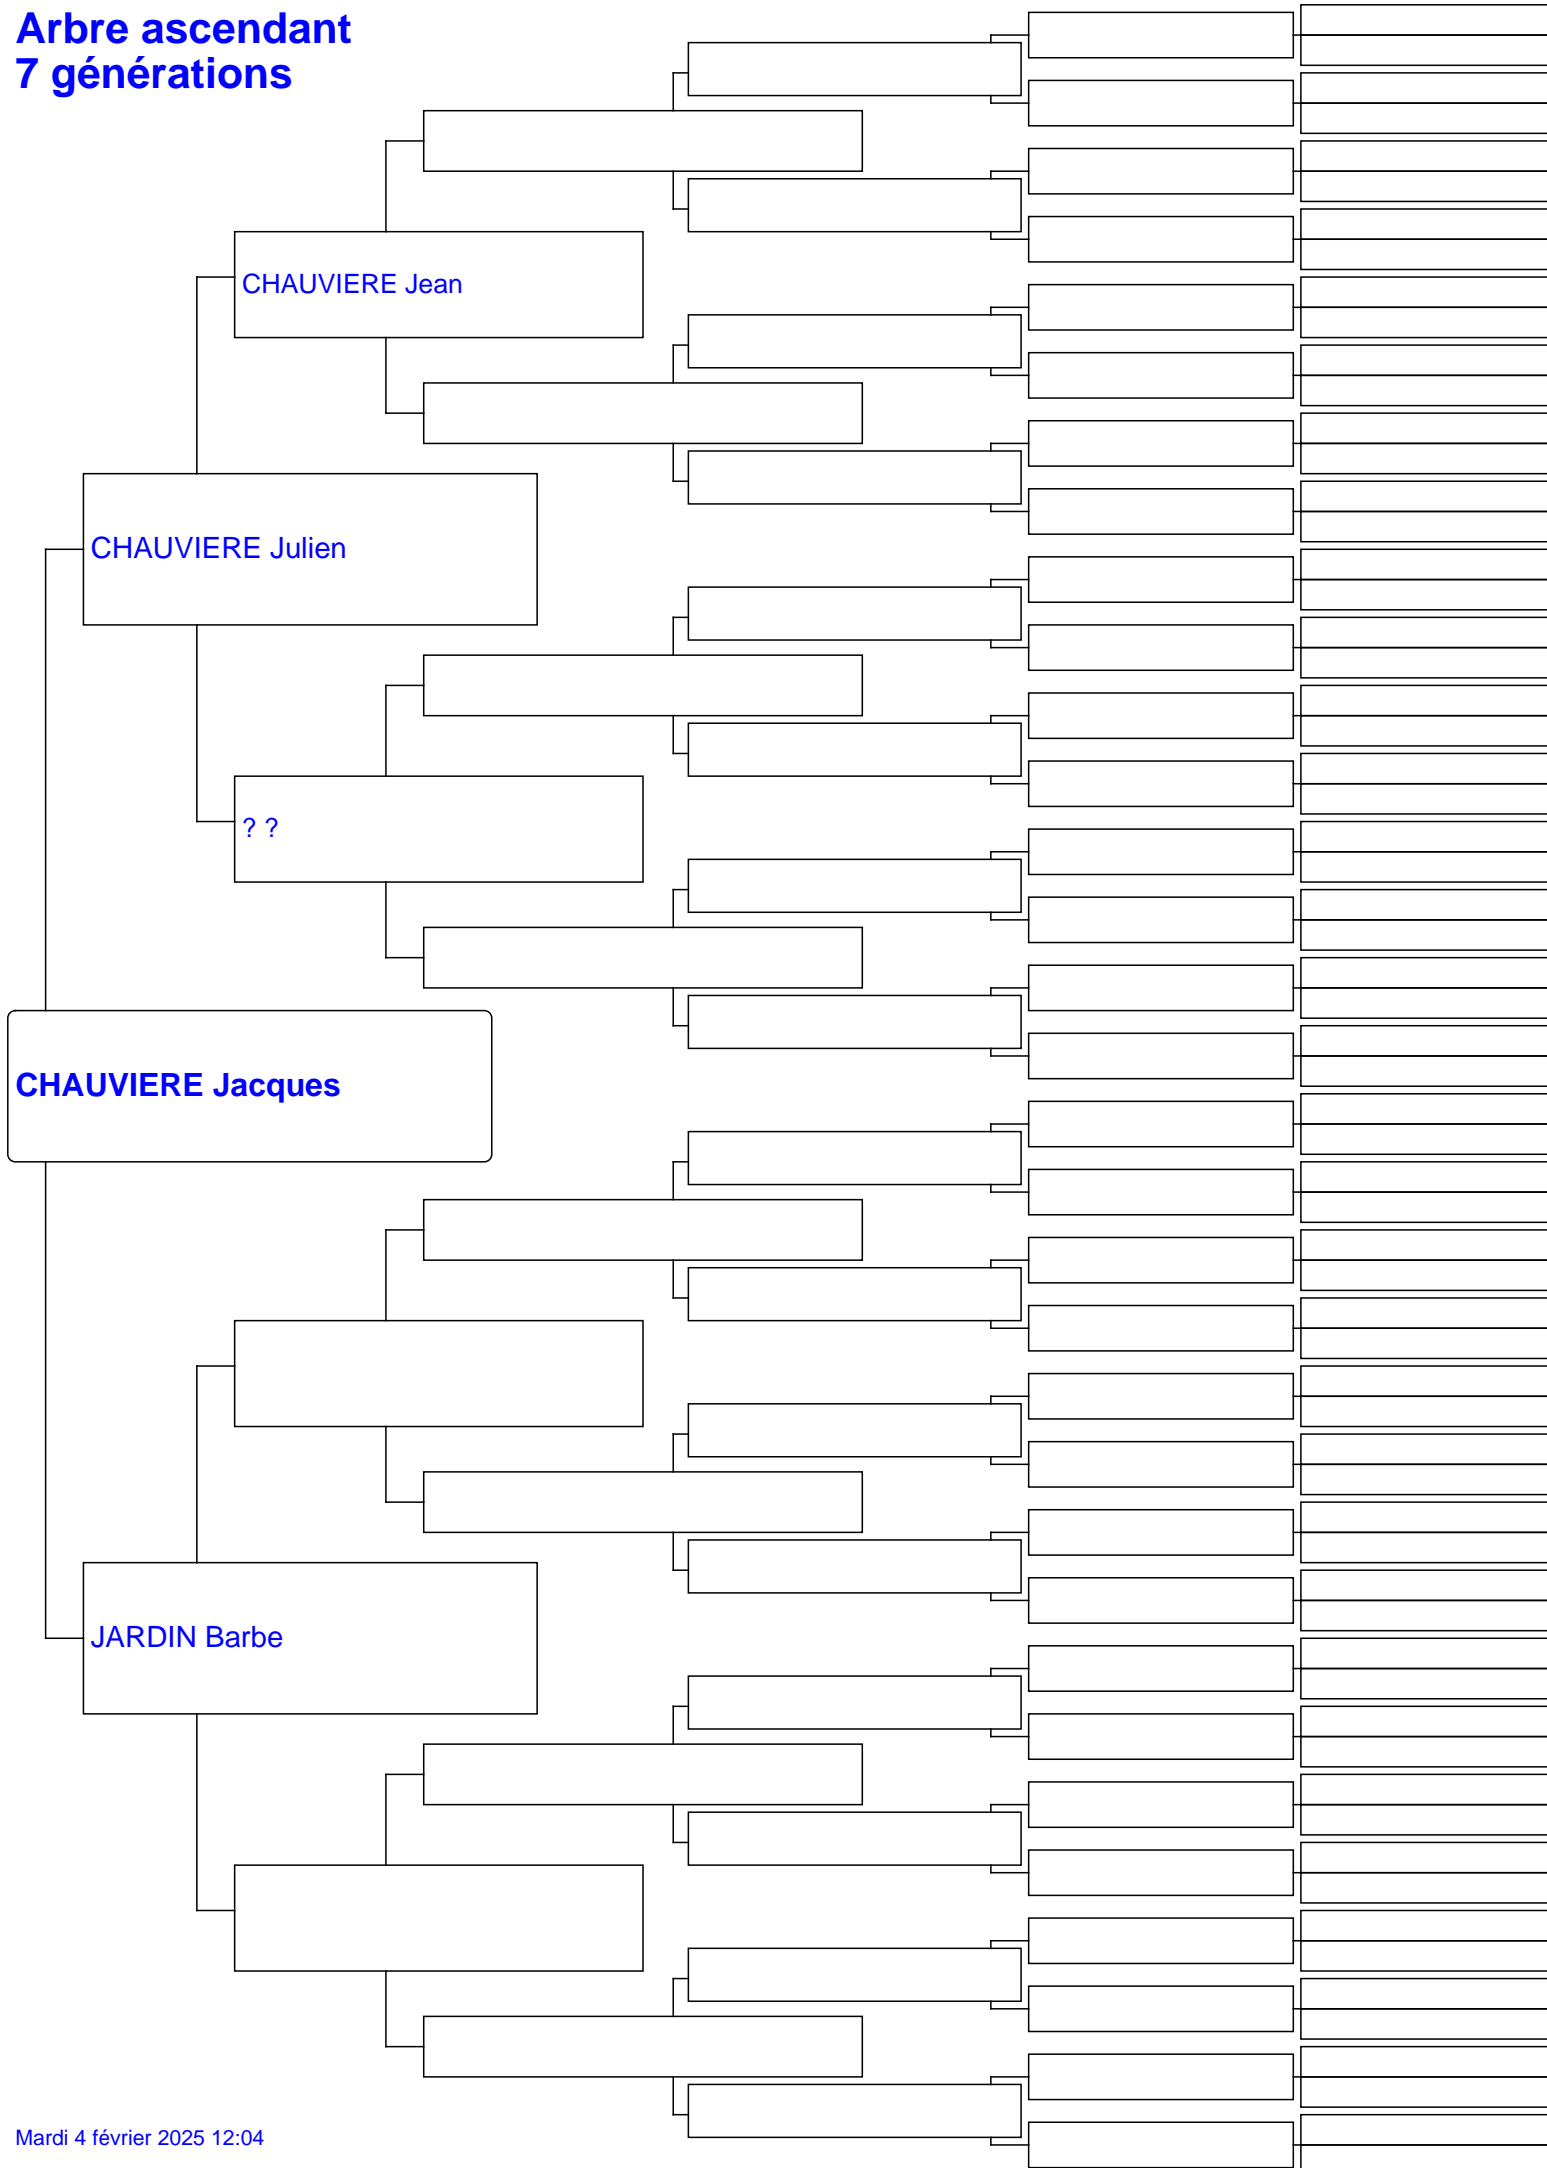 Arbre ascendant
7 générations
CHAUVIERE Jean
CHAUVIERE Julien
? ?
CHAUVIERE Jacques
JARDIN Barbe
Mardi 4 février 2025 12:04